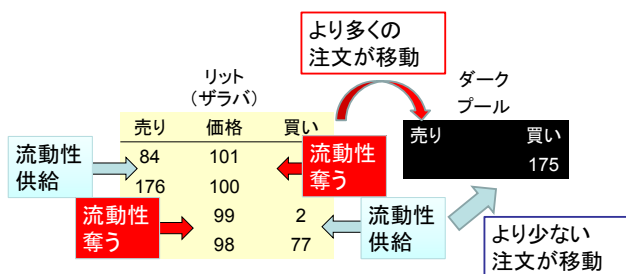 より多くの
注文が移動
リット
(ザラバ)
ダーク
プール
売り 価格 買い
84 101
176 100
99 2
98 77
流動性
供給
流動性
奪う
流動性
奪う
流動性
供給
売り 買い
175
より少ない
注文が移動